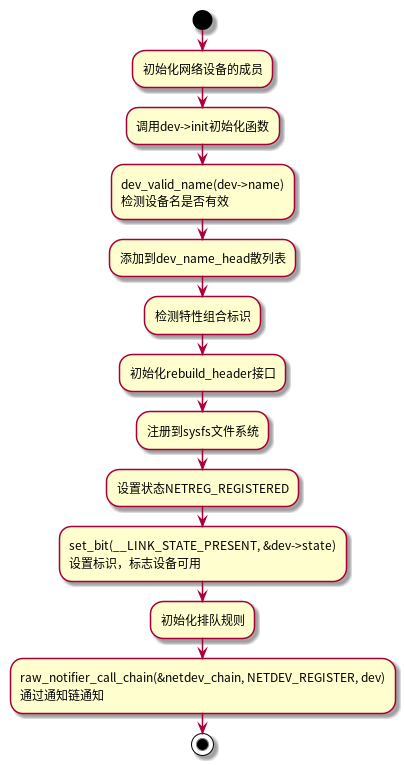 初始化网络设备的成员
调用dev->init初始化函数
dev_valid_name(dev->name)
检测设备名是否有效
添加到dev_name_head散列表
检测特性组合标识
初始化rebuild_header接口
注册到sysfs文件系统
设置状态NETREG_REGISTERED
set_bit(__LINK_STATE_PRESENT, &dev->state)
设置标识，标志设备可用
初始化排队规则
raw_notifier_call_chain(&netdev_chain, NETDEV_REGISTER, dev)
通过通知链通知